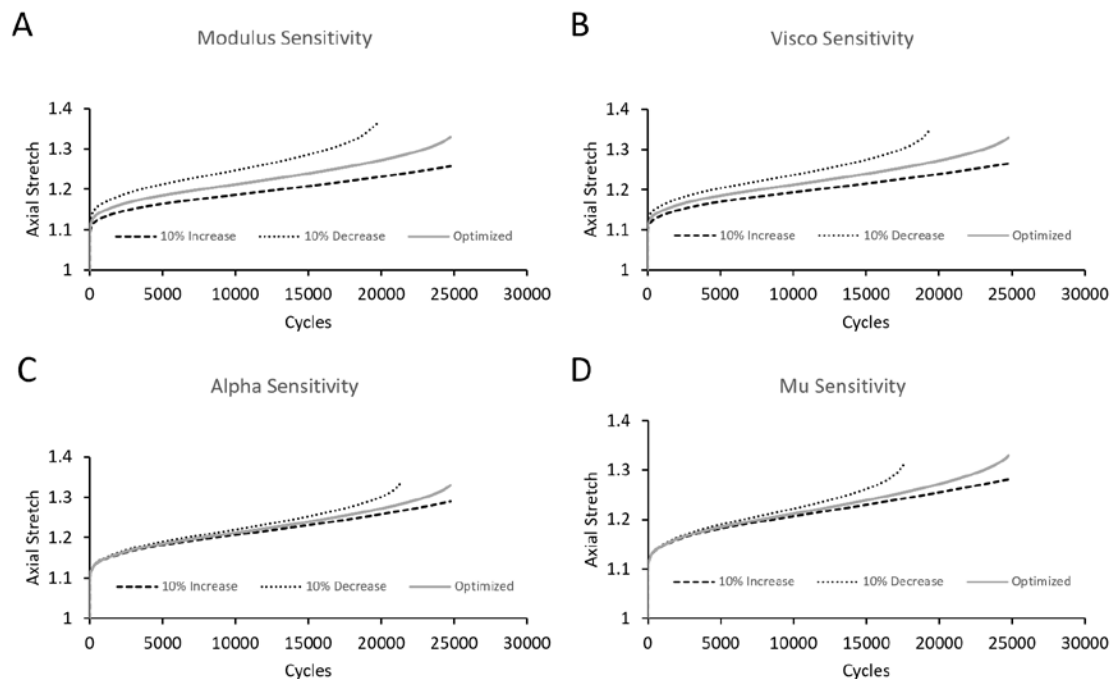 A
Modulus Sensitivity
1.4
1.3
1.2
1.1
1
Axial Stretch
10% Increase 10% Decrease Optimized
0 5000 10000 15000 20000 25000 30000
Cycles
B
Visco Sensitivity
1.4
1.3
1.2
1.1
1
Axial Stretch
10% Increase 10% Decrease Optimized
0 5000 10000 15000 20000 25000 30000
Cycles
C
Alpha Sensitivity
1.4
1.3
1.2
1.1
1
Axial Stretch
10% Increase 10% Decrease Optimized
0 5000 10000 15000 20000 25000 30000
Cycles
D
Mu Sensitivity
1.4
1.3
1.2
1.1
1
Axial Stretch
10% Increase 10% Decrease Optimized
0 5000 10000 15000 20000 25000 30000
Cycles